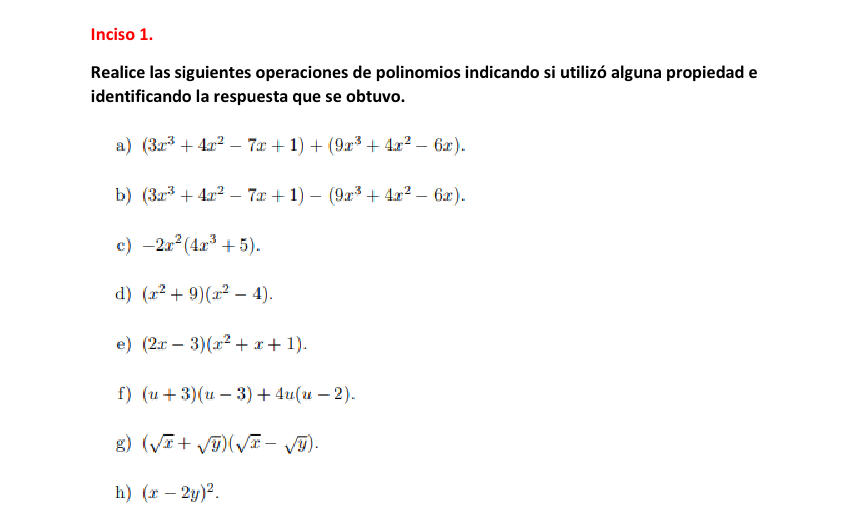 Inciso 1.
Realice las siguientes operaciones de polinomios indicando si utilizó alguna propiedad e
identificando la respuesta que se obtuvo.
a) (3x³ + 4x² − 7x + 1) + (9x³ + 4x² − 6x).
b) (3x³ + 4x² − 7x + 1) − (9x³ + 4x² − 6x).
c) −2x²(4x³ + 5).
d) (x² + 9)(x² − 4).
e) (2x − 3)(x² + x + 1).
f) (u + 3)(u − 3) + 4u(u − 2).
g) (√x + √y)(√x − √y).
h) (x − 2y)².